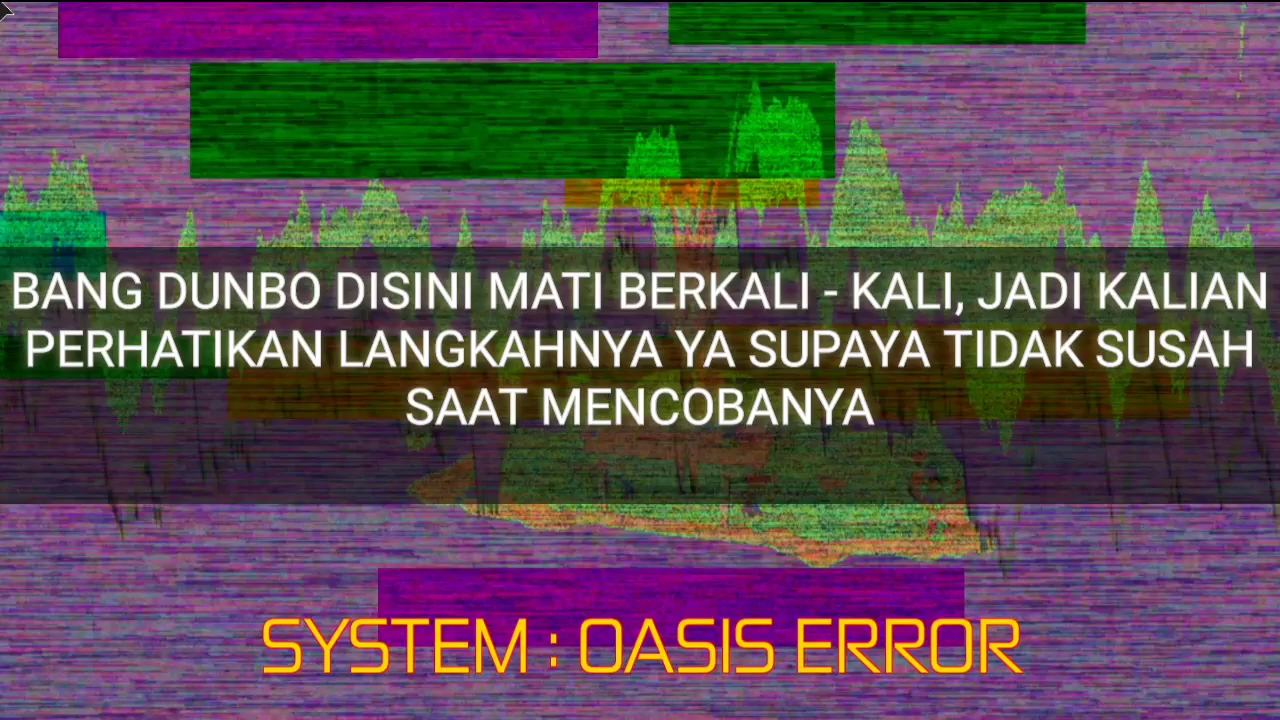 BANG DUNBO DISINI MATI BERKALI - KALI, JADI KALIAN
PERHATIKAN LANGKAHNYA YA SUPAYA TIDAK SUSAH
SAAT MENCOBANYA
SYSTEM : OASIS ERROR